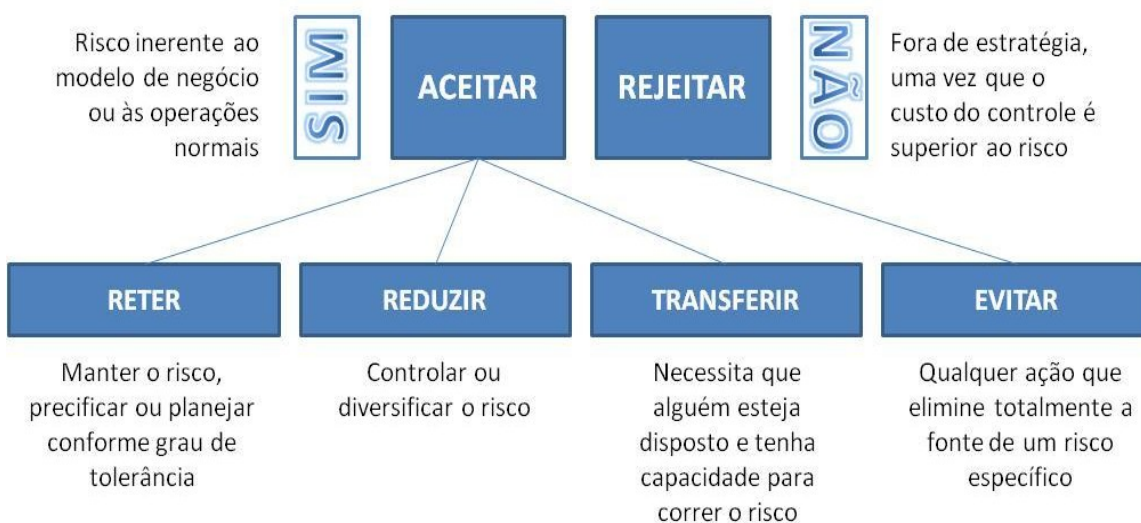 Risco inerente ao
modelo de negócio
ou às operações
normais
SIM
ACEITAR
REJEITAR
NÃO
Fora de estratégia,
uma vez que o
custo do controle é
superior ao risco
RETER
REDUZIR
TRANSFERIR
EVITAR
Manter o risco,
precificar ou planejar
conforme grau de
tolerância
Controlar ou
diversificar o risco
Necessita que
alguém esteja
disposto e tenha
capacidade para
correr o risco
Qualquer ação que
elimine totalmente a
fonte de um risco
específico